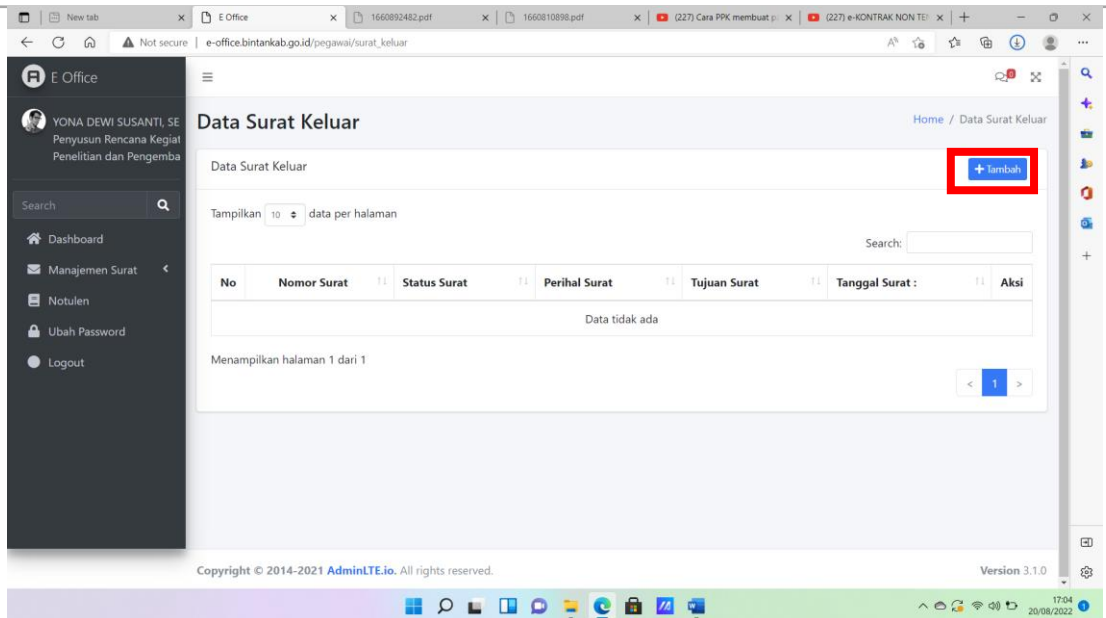 New tab
E Office
1660892482.pdf
1660810898.pdf
(227) Cara PPK membuat p
(227) e-KONTRAK NON TEN
Not secure
e-office.bintankab.go.id/pegawai/surat_keluar
E Office
YONA DEWI SUSANTI, SE
Penyusun Rencana Kegiat
Penelitian dan Pengemba
Search
Dashboard
Manajemen Surat
Notulen
Ubah Password
Logout
0
Data Surat Keluar
Home / Data Surat Keluar
Data Surat Keluar
+ Tambah
Tampilkan 10 data per halaman
Search:
No Nomor Surat Status Surat Perihal Surat Tujuan Surat Tanggal Surat : Aksi
Data tidak ada
Menampilkan halaman 1 dari 1
< 1 >
Copyright © 2014-2021 AdminLTE.io. All rights reserved.
Version 3.1.0
17:04
20/08/2022